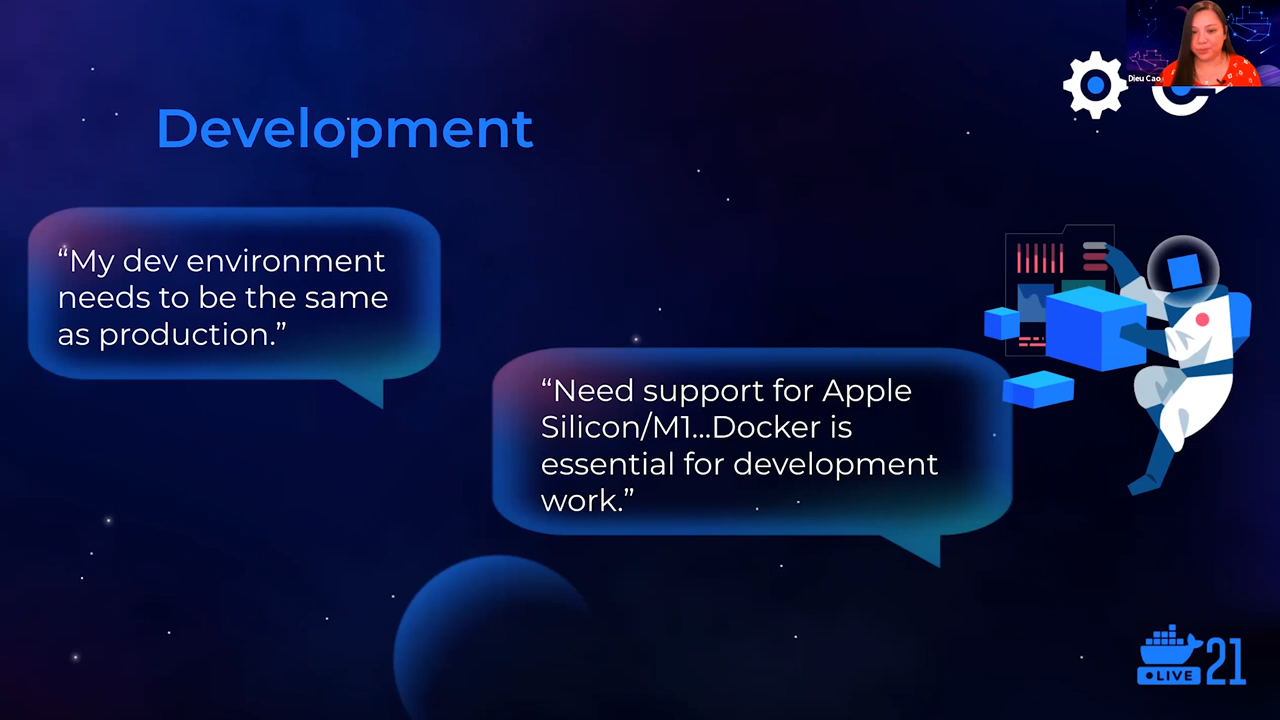 Dieu Cao
Development
“My dev environment
needs to be the same
as production.”
“Need support for Apple
Silicon/M1...Docker is
essential for development
work.”
LIVE 21